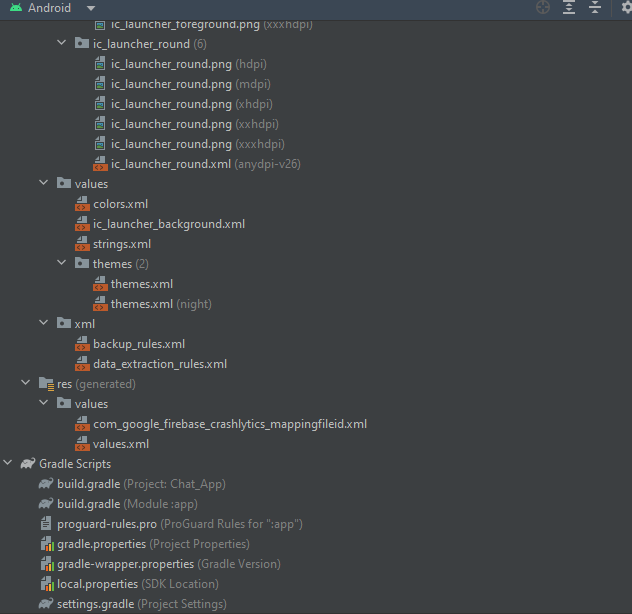 Android
ic_launcher_foreground.png (xxxhdpi)
ic_launcher_round (6)
ic_launcher_round.png (hdpi)
ic_launcher_round.png (mdpi)
ic_launcher_round.png (xhdpi)
ic_launcher_round.png (xxhdpi)
ic_launcher_round.png (xxxhdpi)
ic_launcher_round.xml (anydpi-v26)
values
colors.xml
ic_launcher_background.xml
strings.xml
themes (2)
themes.xml
themes.xml (night)
xml
backup_rules.xml
data_extraction_rules.xml
res (generated)
values
com_google_firebase_crashlytics_mappingfileid.xml
values.xml
Gradle Scripts
build.gradle (Project: Chat_App)
build.gradle (Module :app)
proguard-rules.pro (ProGuard Rules for ":app")
gradle.properties (Project Properties)
gradle-wrapper.properties (Gradle Version)
local.properties (SDK Location)
settings.gradle (Project Settings)